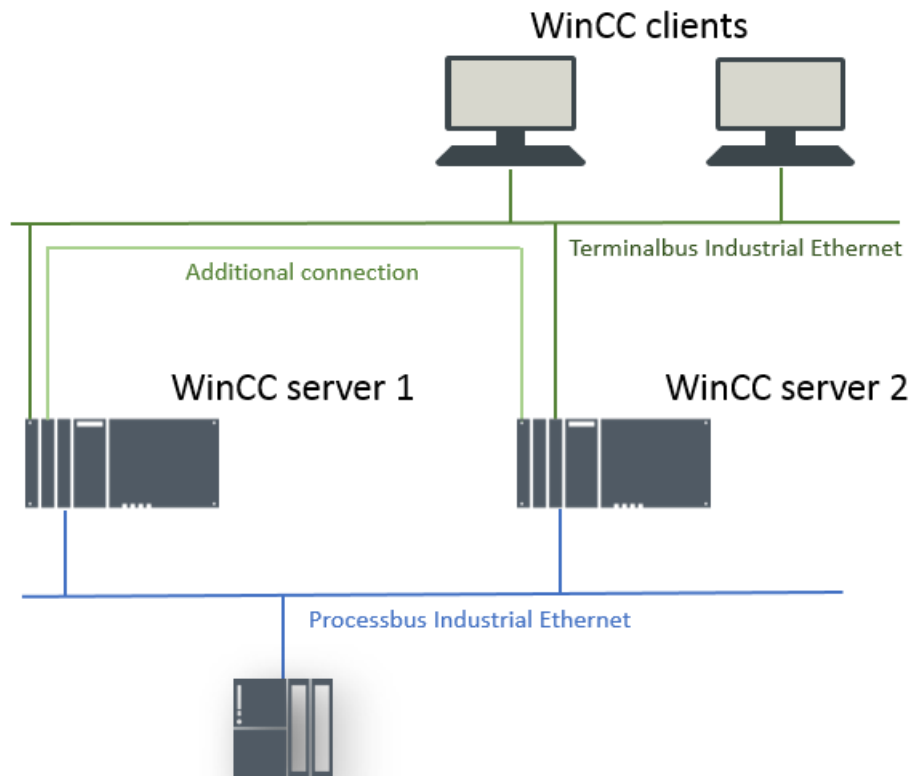 WinCC clients
Terminalbus Industrial Ethernet
Additional connection
WinCC server 1
WinCC server 2
Processbus Industrial Ethernet